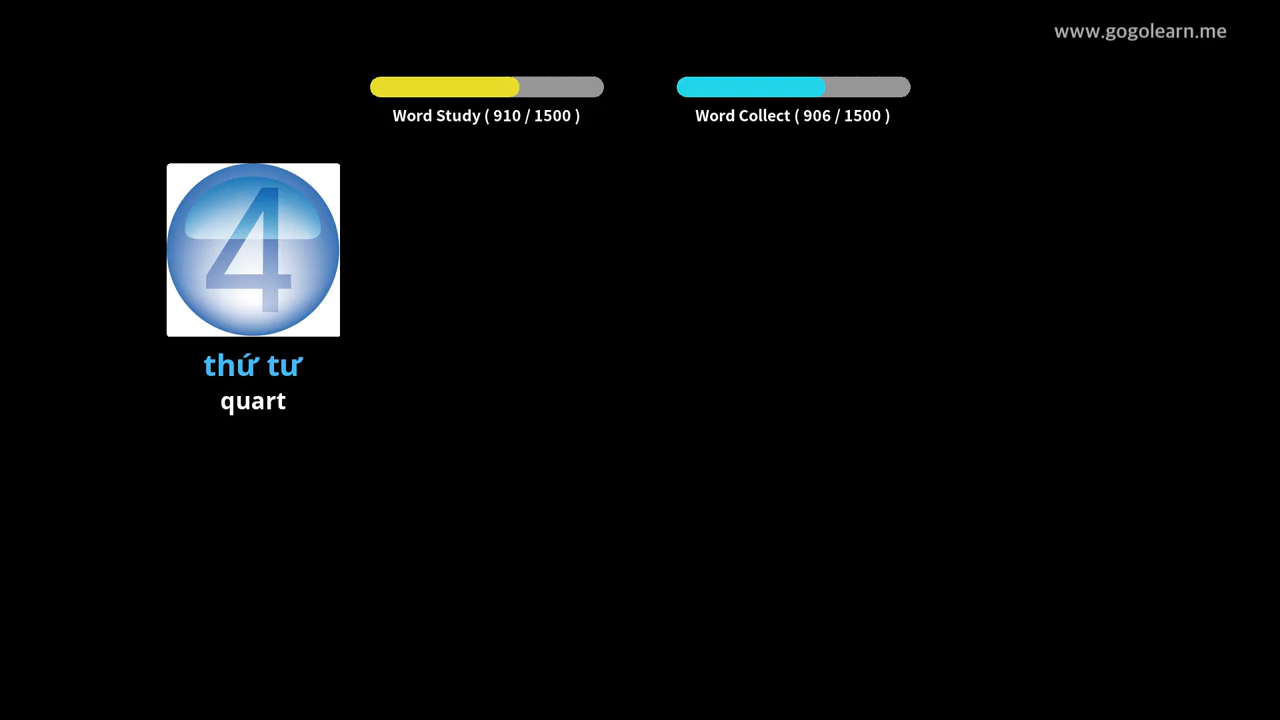 www.gogolearn.me
Word Study ( 910 / 1500 )
Word Collect ( 906 / 1500 )
4
thứ tư
quart